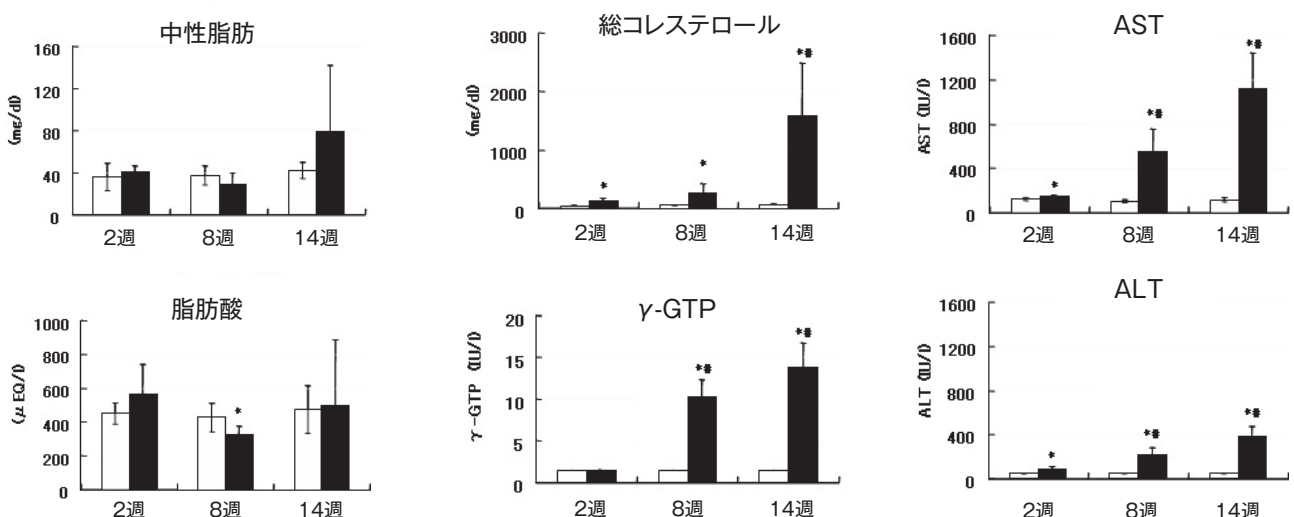 中性脂肪
(mg/dl)
160
120
80
40
0
2週 8週 14週
総コレステロール
(mg/dl)
3000
2000
1000
0
*
*
*#
2週 8週 14週
AST
AST (IU/l)
1600
1200
800
400
0
*
*#
*#
2週 8週 14週
脂肪酸
(μEQ/l)
1000
800
600
400
200
0
*
2週 8週 14週
γ-GTP
γ-GTP (IU/l)
20
15
10
5
0
*#
*#
2週 8週 14週
ALT
ALT (IU/l)
1600
1200
800
400
0
*
*#
*#
2週 8週 14週